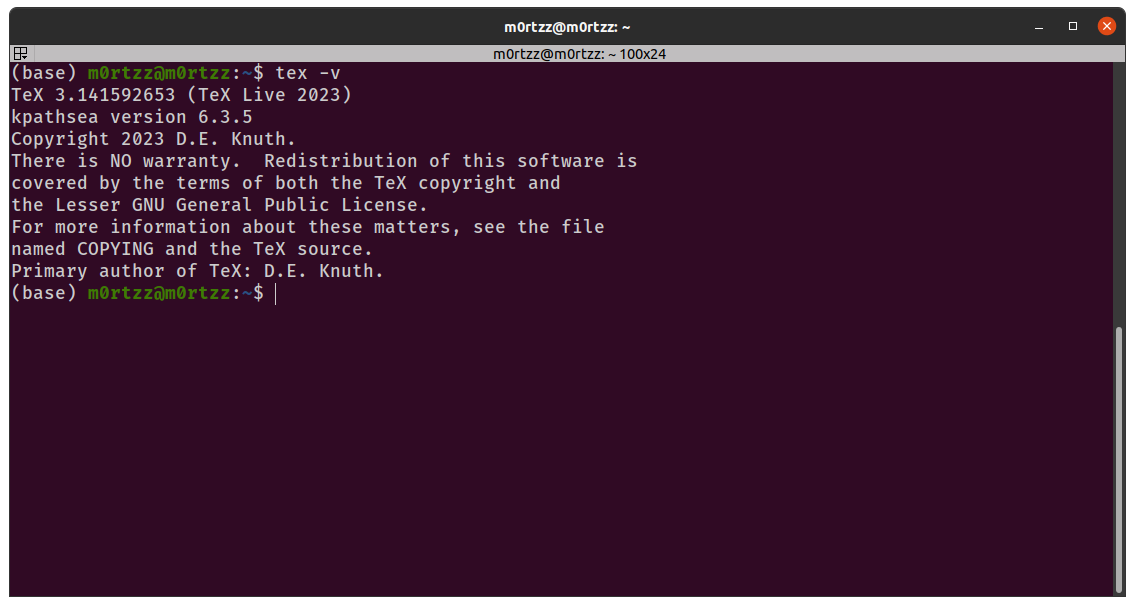 m0rtzz@m0rtzz: ~
m0rtzz@m0rtzz: ~ 100x24
(base) m0rtzz@m0rtzz:~$ tex -v
TeX 3.141592653 (TeX Live 2023)
kpathsea version 6.3.5
Copyright 2023 D.E. Knuth.
There is NO warranty.  Redistribution of this software is
covered by the terms of both the TeX copyright and
the Lesser GNU General Public License.
For more information about these matters, see the file
named COPYING and the TeX source.
Primary author of TeX: D.E. Knuth.
(base) m0rtzz@m0rtzz:~$